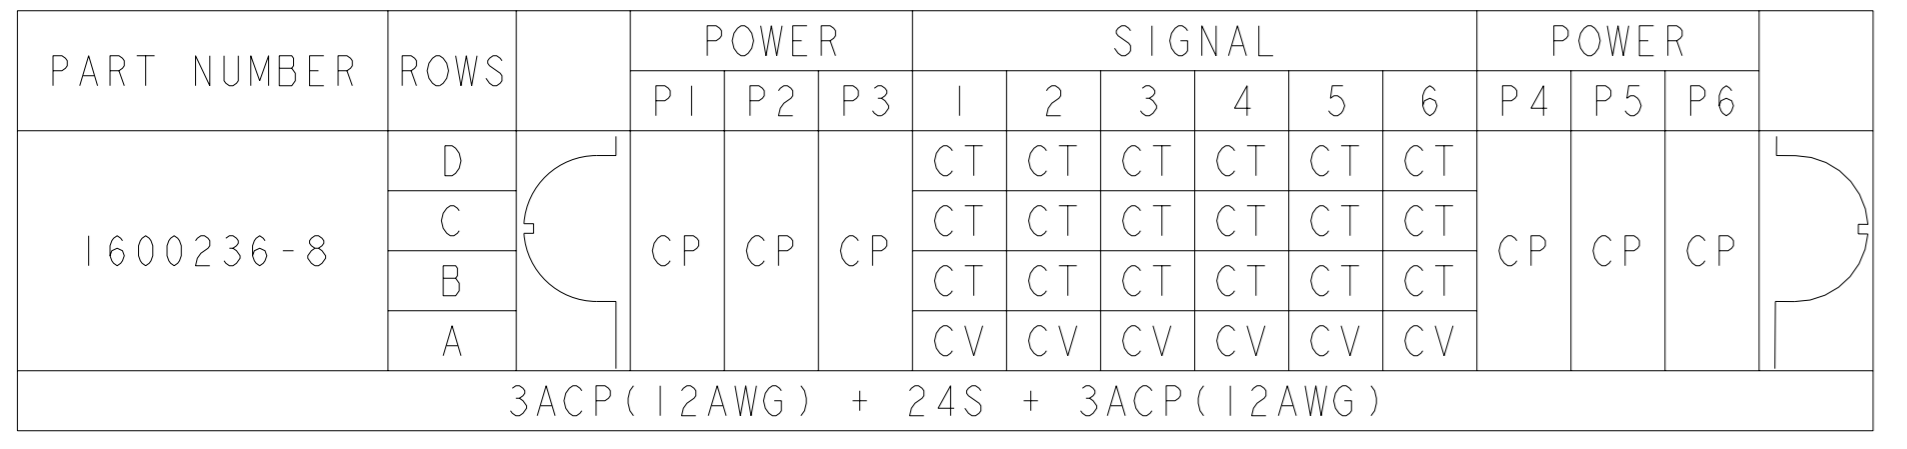 POWER SIGNAL POWER
PART NUMBER ROWS
P1 P2 P3 1 2 3 4 5 6 P4 P5 P6
D CT CT CT CT CT CT
C CT CT CT CT CT CT
1600236-8 CP CP CP CP CP CP
B CT CT CT CT CT CT
A CV CV CV CV CV CV
3ACP(12AWG) + 24S + 3ACP(12AWG)